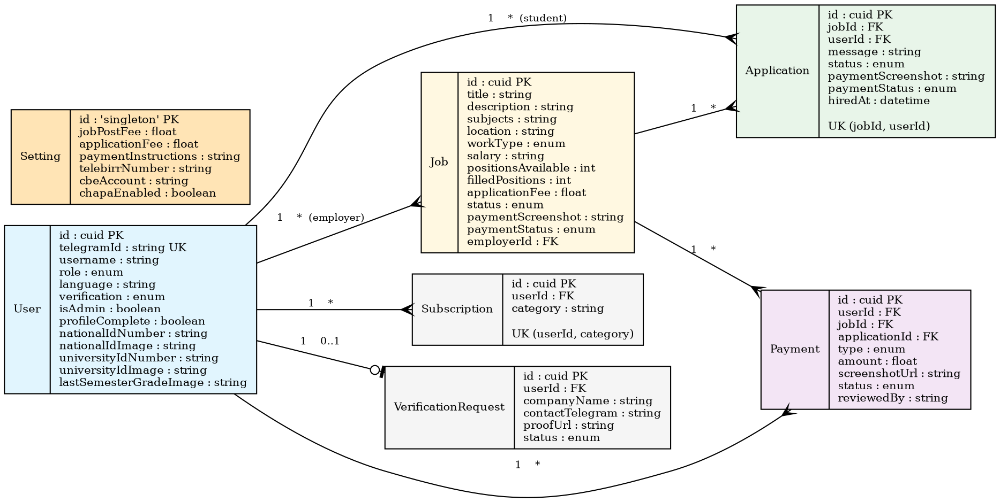 Setting
id : 'singleton' PK
jobPostFee : float
applicationFee : float
paymentInstructions : string
telebirrNumber : string
cbeAccount : string
chapaEnabled : boolean
User
id : cuid PK
telegramId : string UK
username : string
role : enum
language : string
verification : enum
isAdmin : boolean
profileComplete : boolean
nationalIdNumber : string
nationalIdImage : string
universityIdNumber : string
universityIdImage : string
lastSemesterGradeImage : string
1 * (student)
1 * (employer)
1 *
1 0..1
1 *
Job
id : cuid PK
title : string
description : string
subjects : string
location : string
workType : enum
salary : string
positionsAvailable : int
filledPositions : int
applicationFee : float
status : enum
paymentScreenshot : string
paymentStatus : enum
employerId : FK
Subscription
id : cuid PK
userId : FK
category : string
UK (userId, category)
VerificationRequest
id : cuid PK
userId : FK
companyName : string
contactTelegram : string
proofUrl : string
status : enum
1 *
1 *
Application
id : cuid PK
jobId : FK
userId : FK
message : string
status : enum
paymentScreenshot : string
paymentStatus : enum
hiredAt : datetime
UK (jobId, userId)
Payment
id : cuid PK
userId : FK
jobId : FK
applicationId : FK
type : enum
amount : float
screenshotUrl : string
status : enum
reviewedBy : string